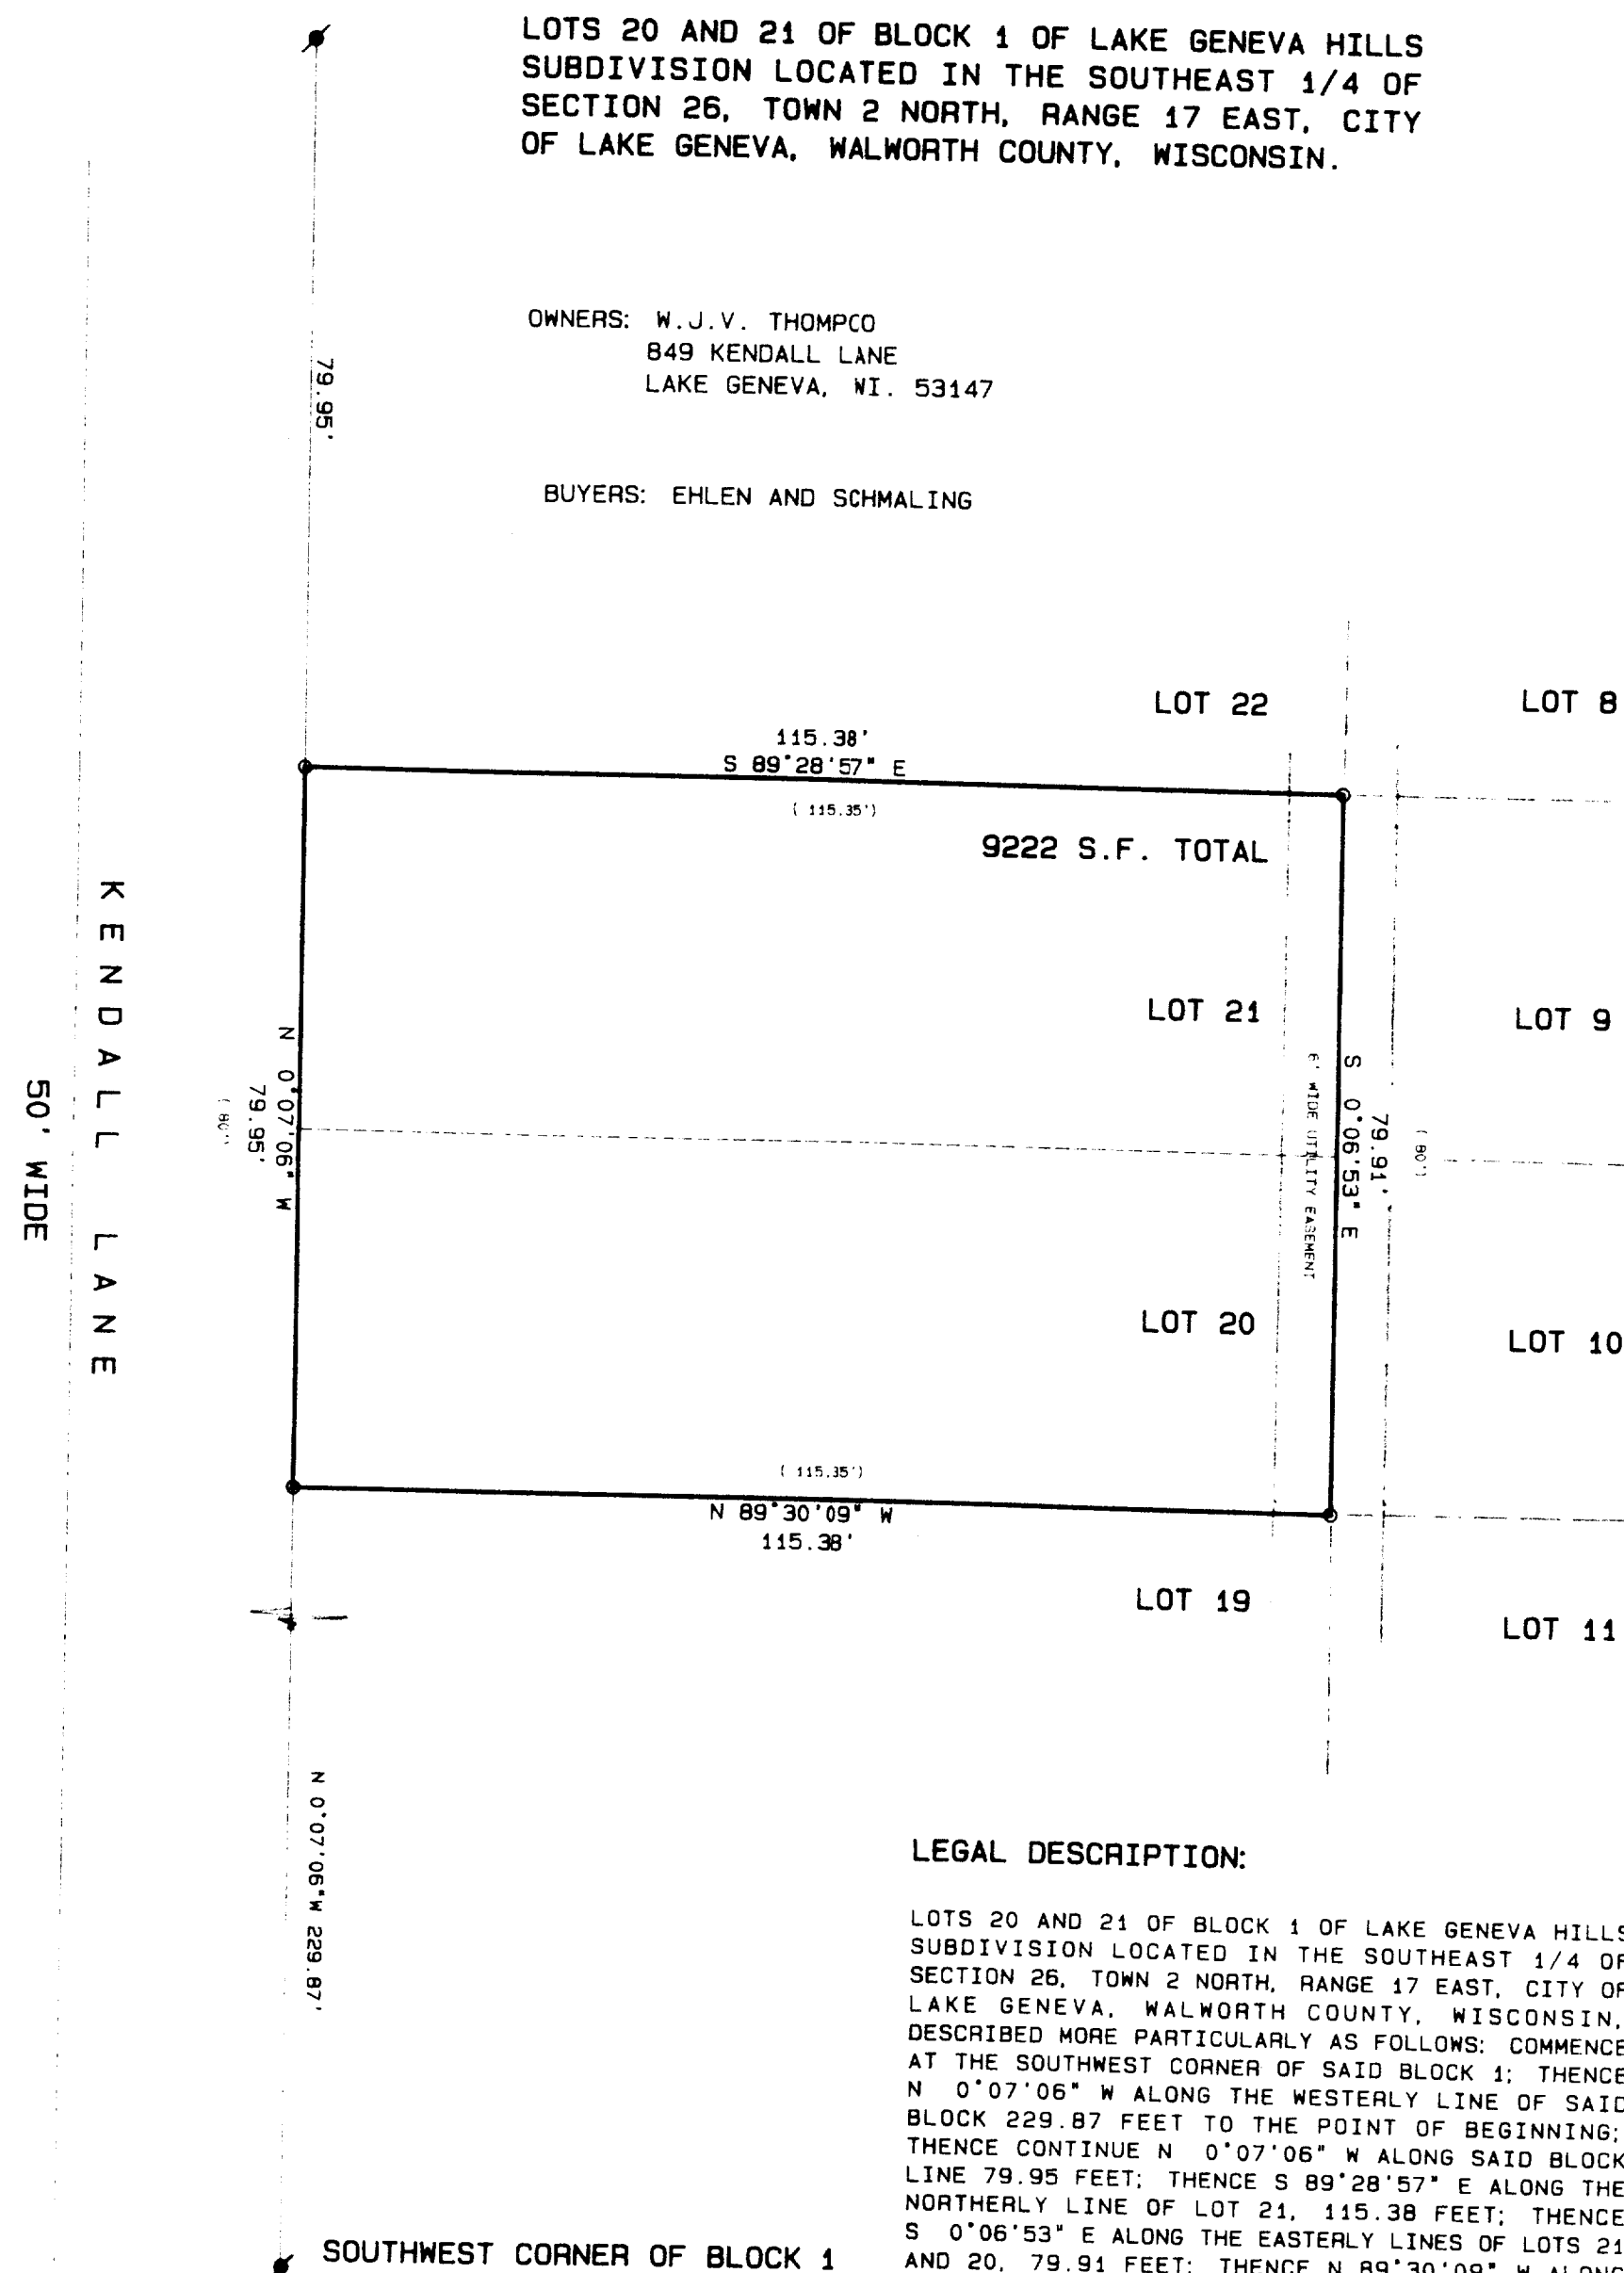 LOTS 20 AND 21 OF BLOCK 1 OF LAKE GENEVA HILLS
SUBDIVISION LOCATED IN THE SOUTHEAST 1/4 OF
SECTION 26, TOWN 2 NORTH, RANGE 17 EAST, CITY
OF LAKE GENEVA, WALWORTH COUNTY, WISCONSIN.
OWNERS: W.J.V. THOMPCO
849 KENDALL LANE
LAKE GENEVA, WI. 53147
79.95'
BUYERS: EHLEN AND SCHMALING
LOT 22
LOT 8
115.38'
S 89°28'57" E
( 115.35')
9222 S.F. TOTAL
KENDALL LANE
50' WIDE
LOT 21
LOT 9
N 0°07'06" W
79.95'
( 80')
6' WIDE UTILITY EASEMENT
S 0°06'53" E
79.91'
( 80')
LOT 20
LOT 10
( 115.35')
N 89°30'09" W
115.38'
LOT 19
LOT 11
N 0°07'06"W 229.87'
LEGAL DESCRIPTION:
LOTS 20 AND 21 OF BLOCK 1 OF LAKE GENEVA HILLS
SUBDIVISION LOCATED IN THE SOUTHEAST 1/4 OF
SECTION 26, TOWN 2 NORTH, RANGE 17 EAST, CITY OF
LAKE GENEVA, WALWORTH COUNTY, WISCONSIN,
DESCRIBED MORE PARTICULARLY AS FOLLOWS: COMMENCE
AT THE SOUTHWEST CORNER OF SAID BLOCK 1; THENCE
N 0°07'06" W ALONG THE WESTERLY LINE OF SAID
BLOCK 229.87 FEET TO THE POINT OF BEGINNING;
THENCE CONTINUE N 0°07'06" W ALONG SAID BLOCK
LINE 79.95 FEET; THENCE S 89°28'57" E ALONG THE
NORTHERLY LINE OF LOT 21, 115.38 FEET; THENCE
S 0°06'53" E ALONG THE EASTERLY LINES OF LOTS 21
AND 20, 79.91 FEET; THENCE N 89°30'09" W ALONG
SOUTHWEST CORNER OF BLOCK 1